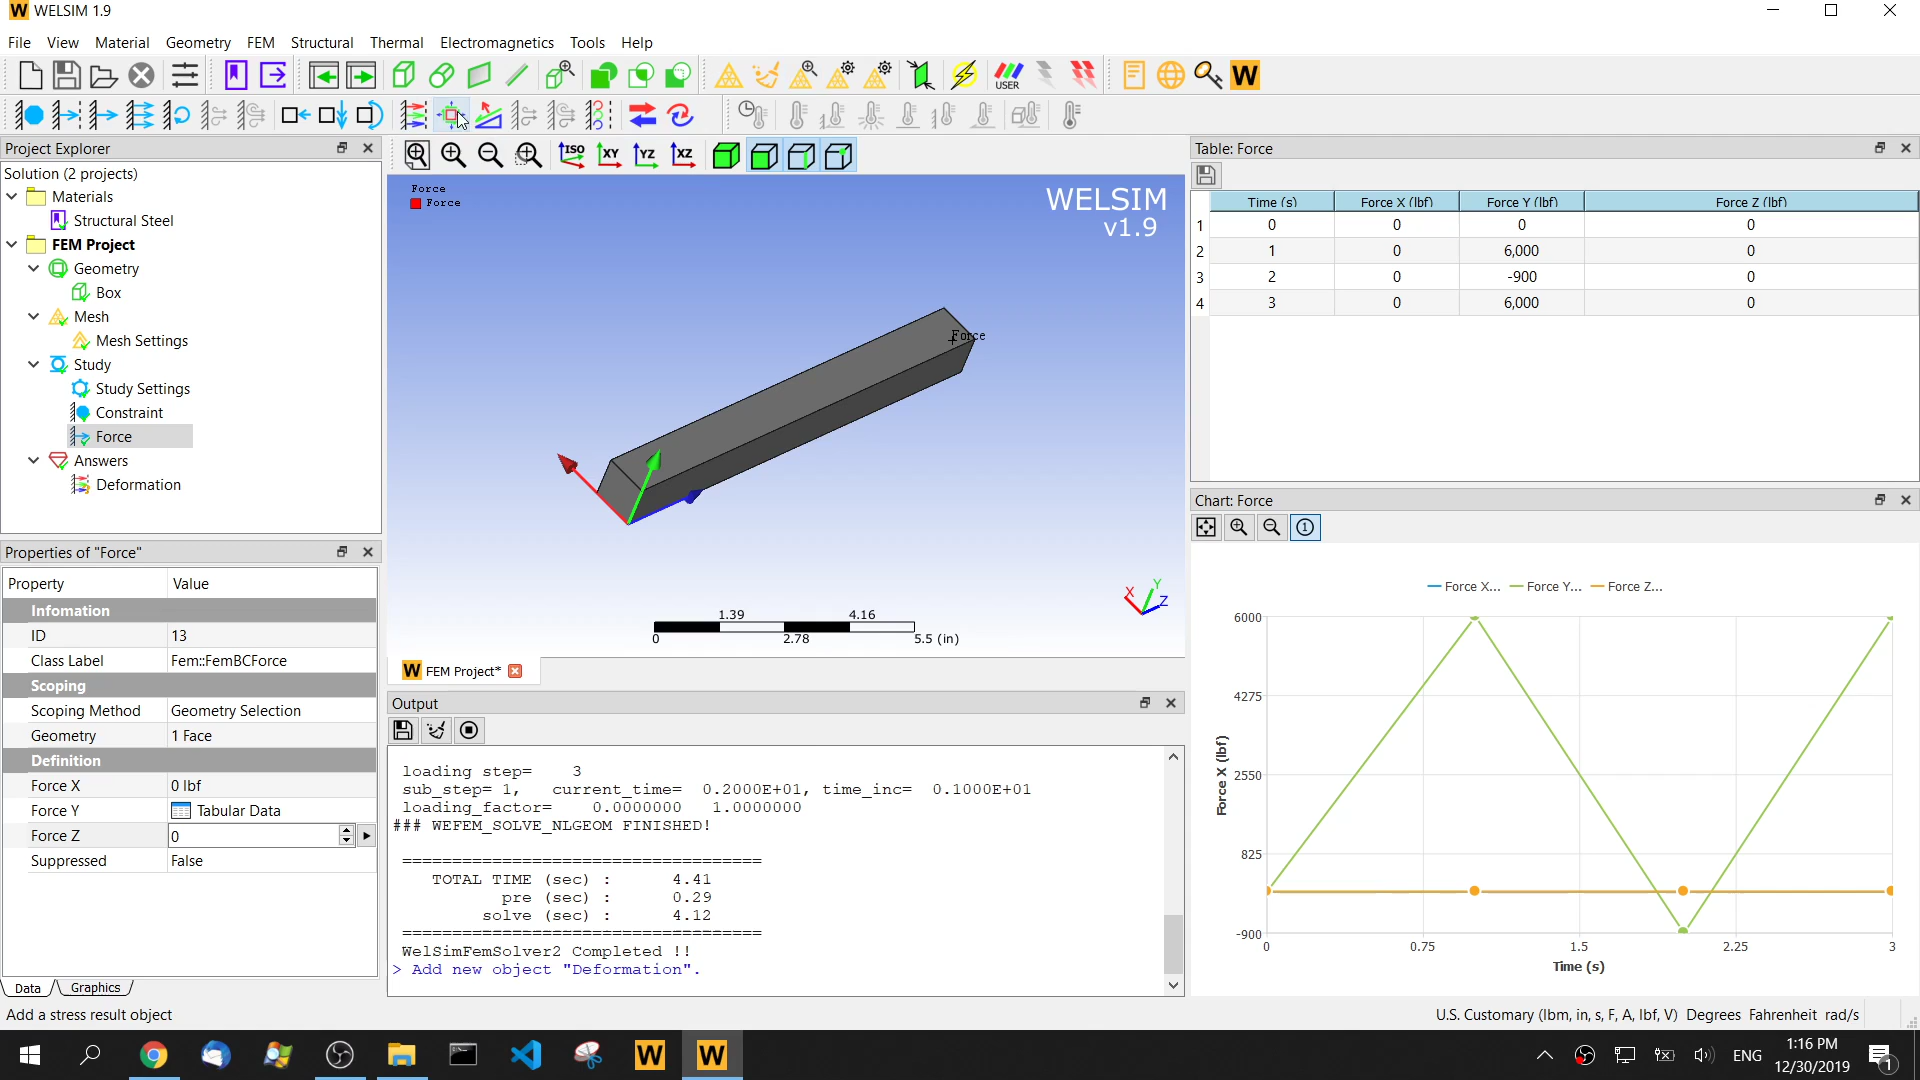 WELSIM 1.9
File View Material Geometry FEM Structural Thermal Electromagnetics Tools Help
USER
Project Explorer
Solution (2 projects)
Materials
Structural Steel
FEM Project
Geometry
Box
Mesh
Mesh Settings
Study
Study Settings
Constraint
Force
Answers
Deformation
Properties of "Force"
Property Value
Infomation
ID 13
Class Label Fem::FemBCForce
Scoping
Scoping Method Geometry Selection
Geometry 1 Face
Definition
Force X 0 lbf
Force Y Tabular Data
Force Z 0
Suppressed False
Data Graphics
Add a stress result object
ISO XY YZ XZ
Force
Force
WELSIM
v1.9
Force
X Y Z
1.39 4.16
0 2.78 5.5 (in)
FEM Project*
Output
loading step= 3
sub_step= 1, current_time= 0.2000E+01, time_inc= 0.1000E+01
loading_factor= 0.0000000 1.0000000
### WEFEM_SOLVE_NLGEOM FINISHED!
====================================
TOTAL TIME (sec) : 4.41
pre (sec) : 0.29
solve (sec) : 4.12
====================================
WelSimFemSolver2 Completed !!
> Add new object "Deformation".
Table: Force
Time (s) Force X (lbf) Force Y (lbf) Force Z (lbf)
1 0 0 0 0
2 1 0 6,000 0
3 2 0 -900 0
4 3 0 6,000 0
Chart: Force
Force X... Force Y... Force Z...
6000
4275
2550
825
-900
Force X (lbf)
0 0.75 1.5 2.25 3
Time (s)
U.S. Customary (lbm, in, s, F, A, lbf, V) Degrees Fahrenheit rad/s
ENG
1:16 PM
12/30/2019
1